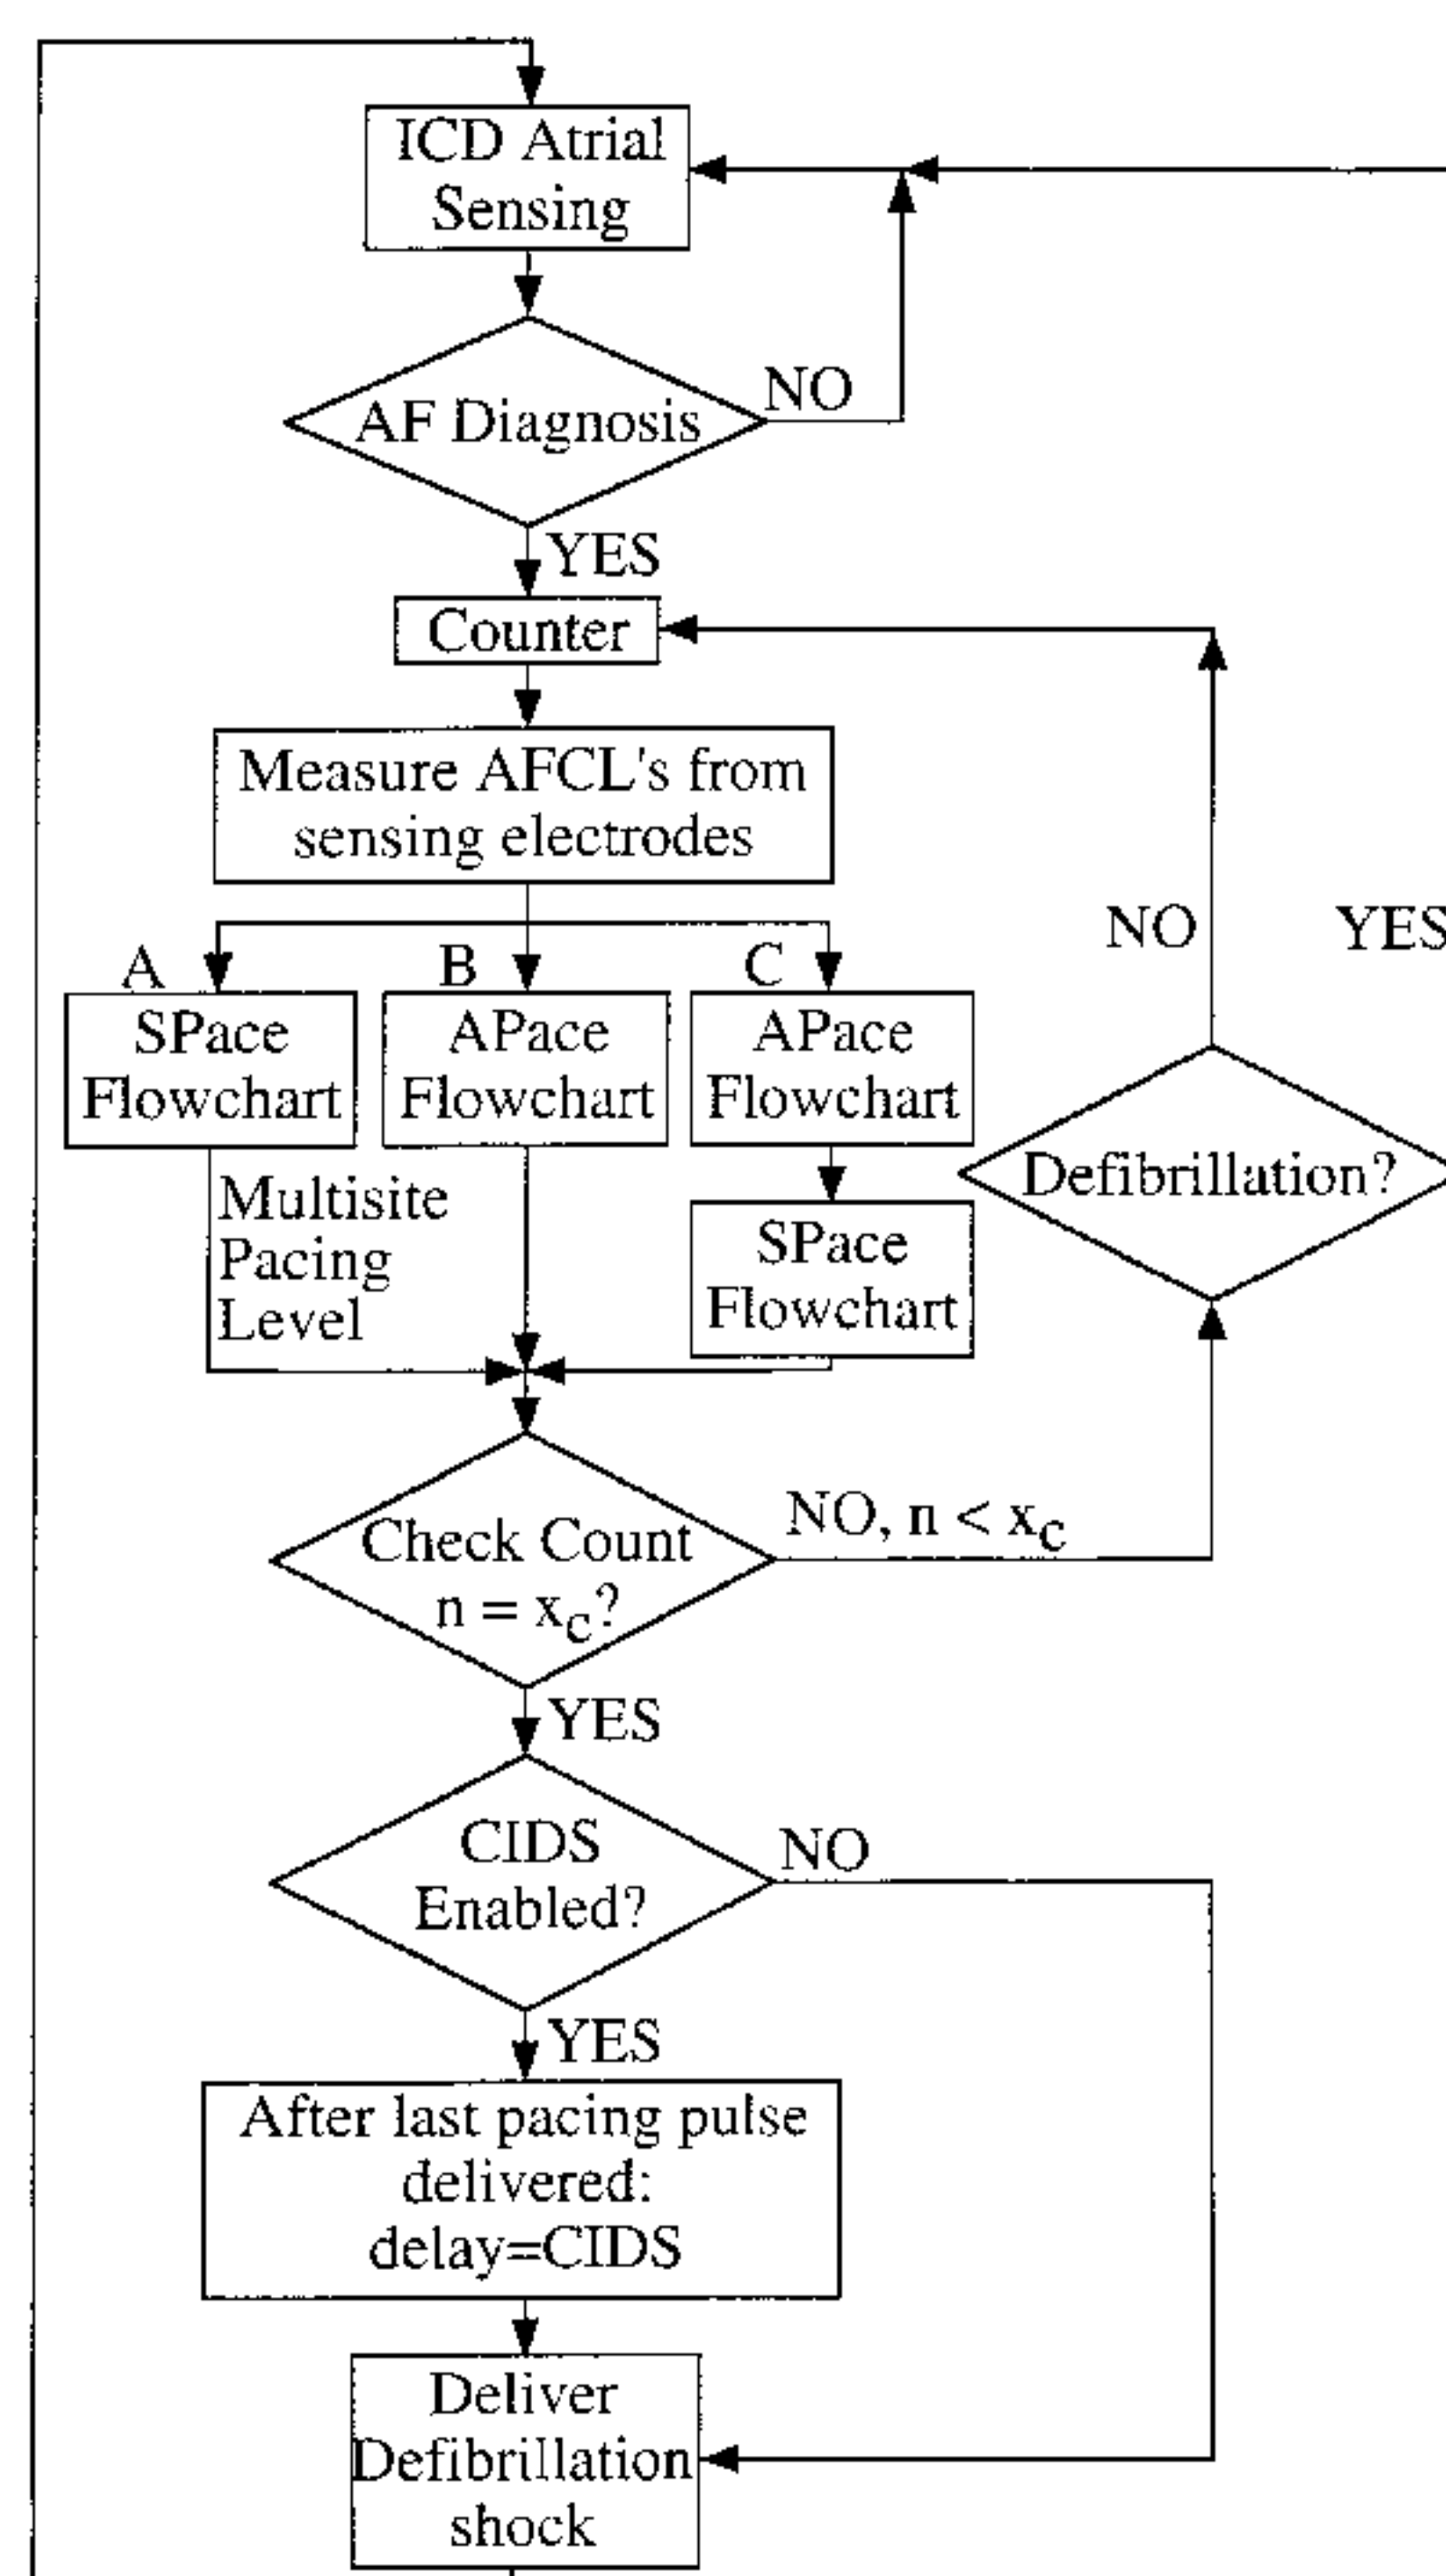 ICD Atrial
Sensing
AF Diagnosis
NO
YES
Counter
Measure AFCL's from
sensing electrodes
NO
YES
A
B
C
SPace
Flowchart
APace
Flowchart
APace
Flowchart
Multisite
Pacing
Level
Defibrillation?
SPace
Flowchart
Check Count
n = xc?
NO, n < xc
YES
CIDS
Enabled?
NO
YES
After last pacing pulse
delivered:
delay=CIDS
Deliver
Defibrillation
shock